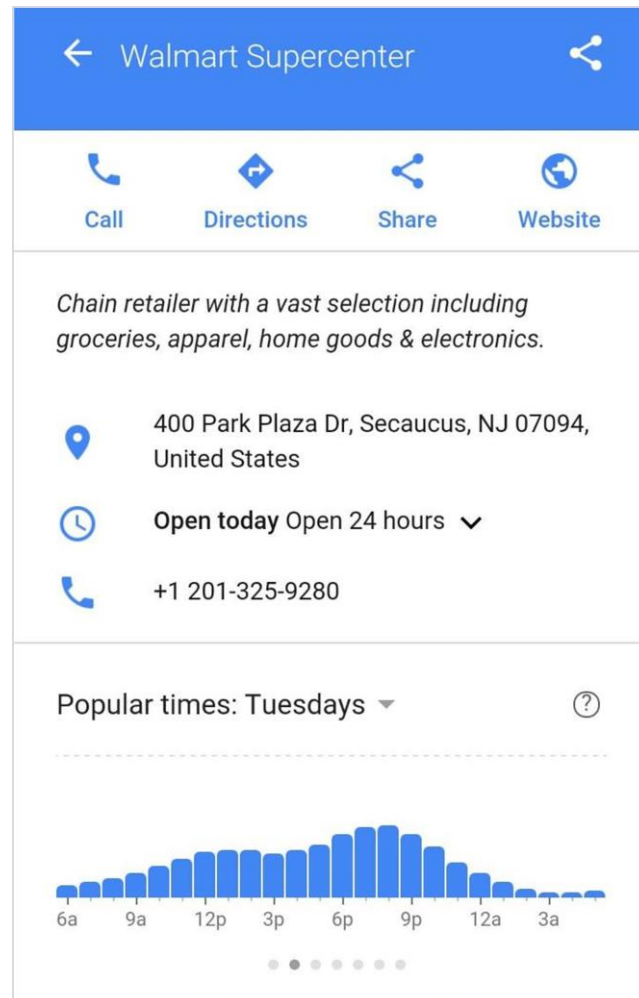 Walmart Supercenter
Call Directions Share Website
Chain retailer with a vast selection including
groceries, apparel, home goods & electronics.
400 Park Plaza Dr, Secaucus, NJ 07094,
United States
Open today Open 24 hours
+1 201-325-9280
Popular times: Tuesdays ?
6a 9a 12p 3p 6p 9p 12a 3a